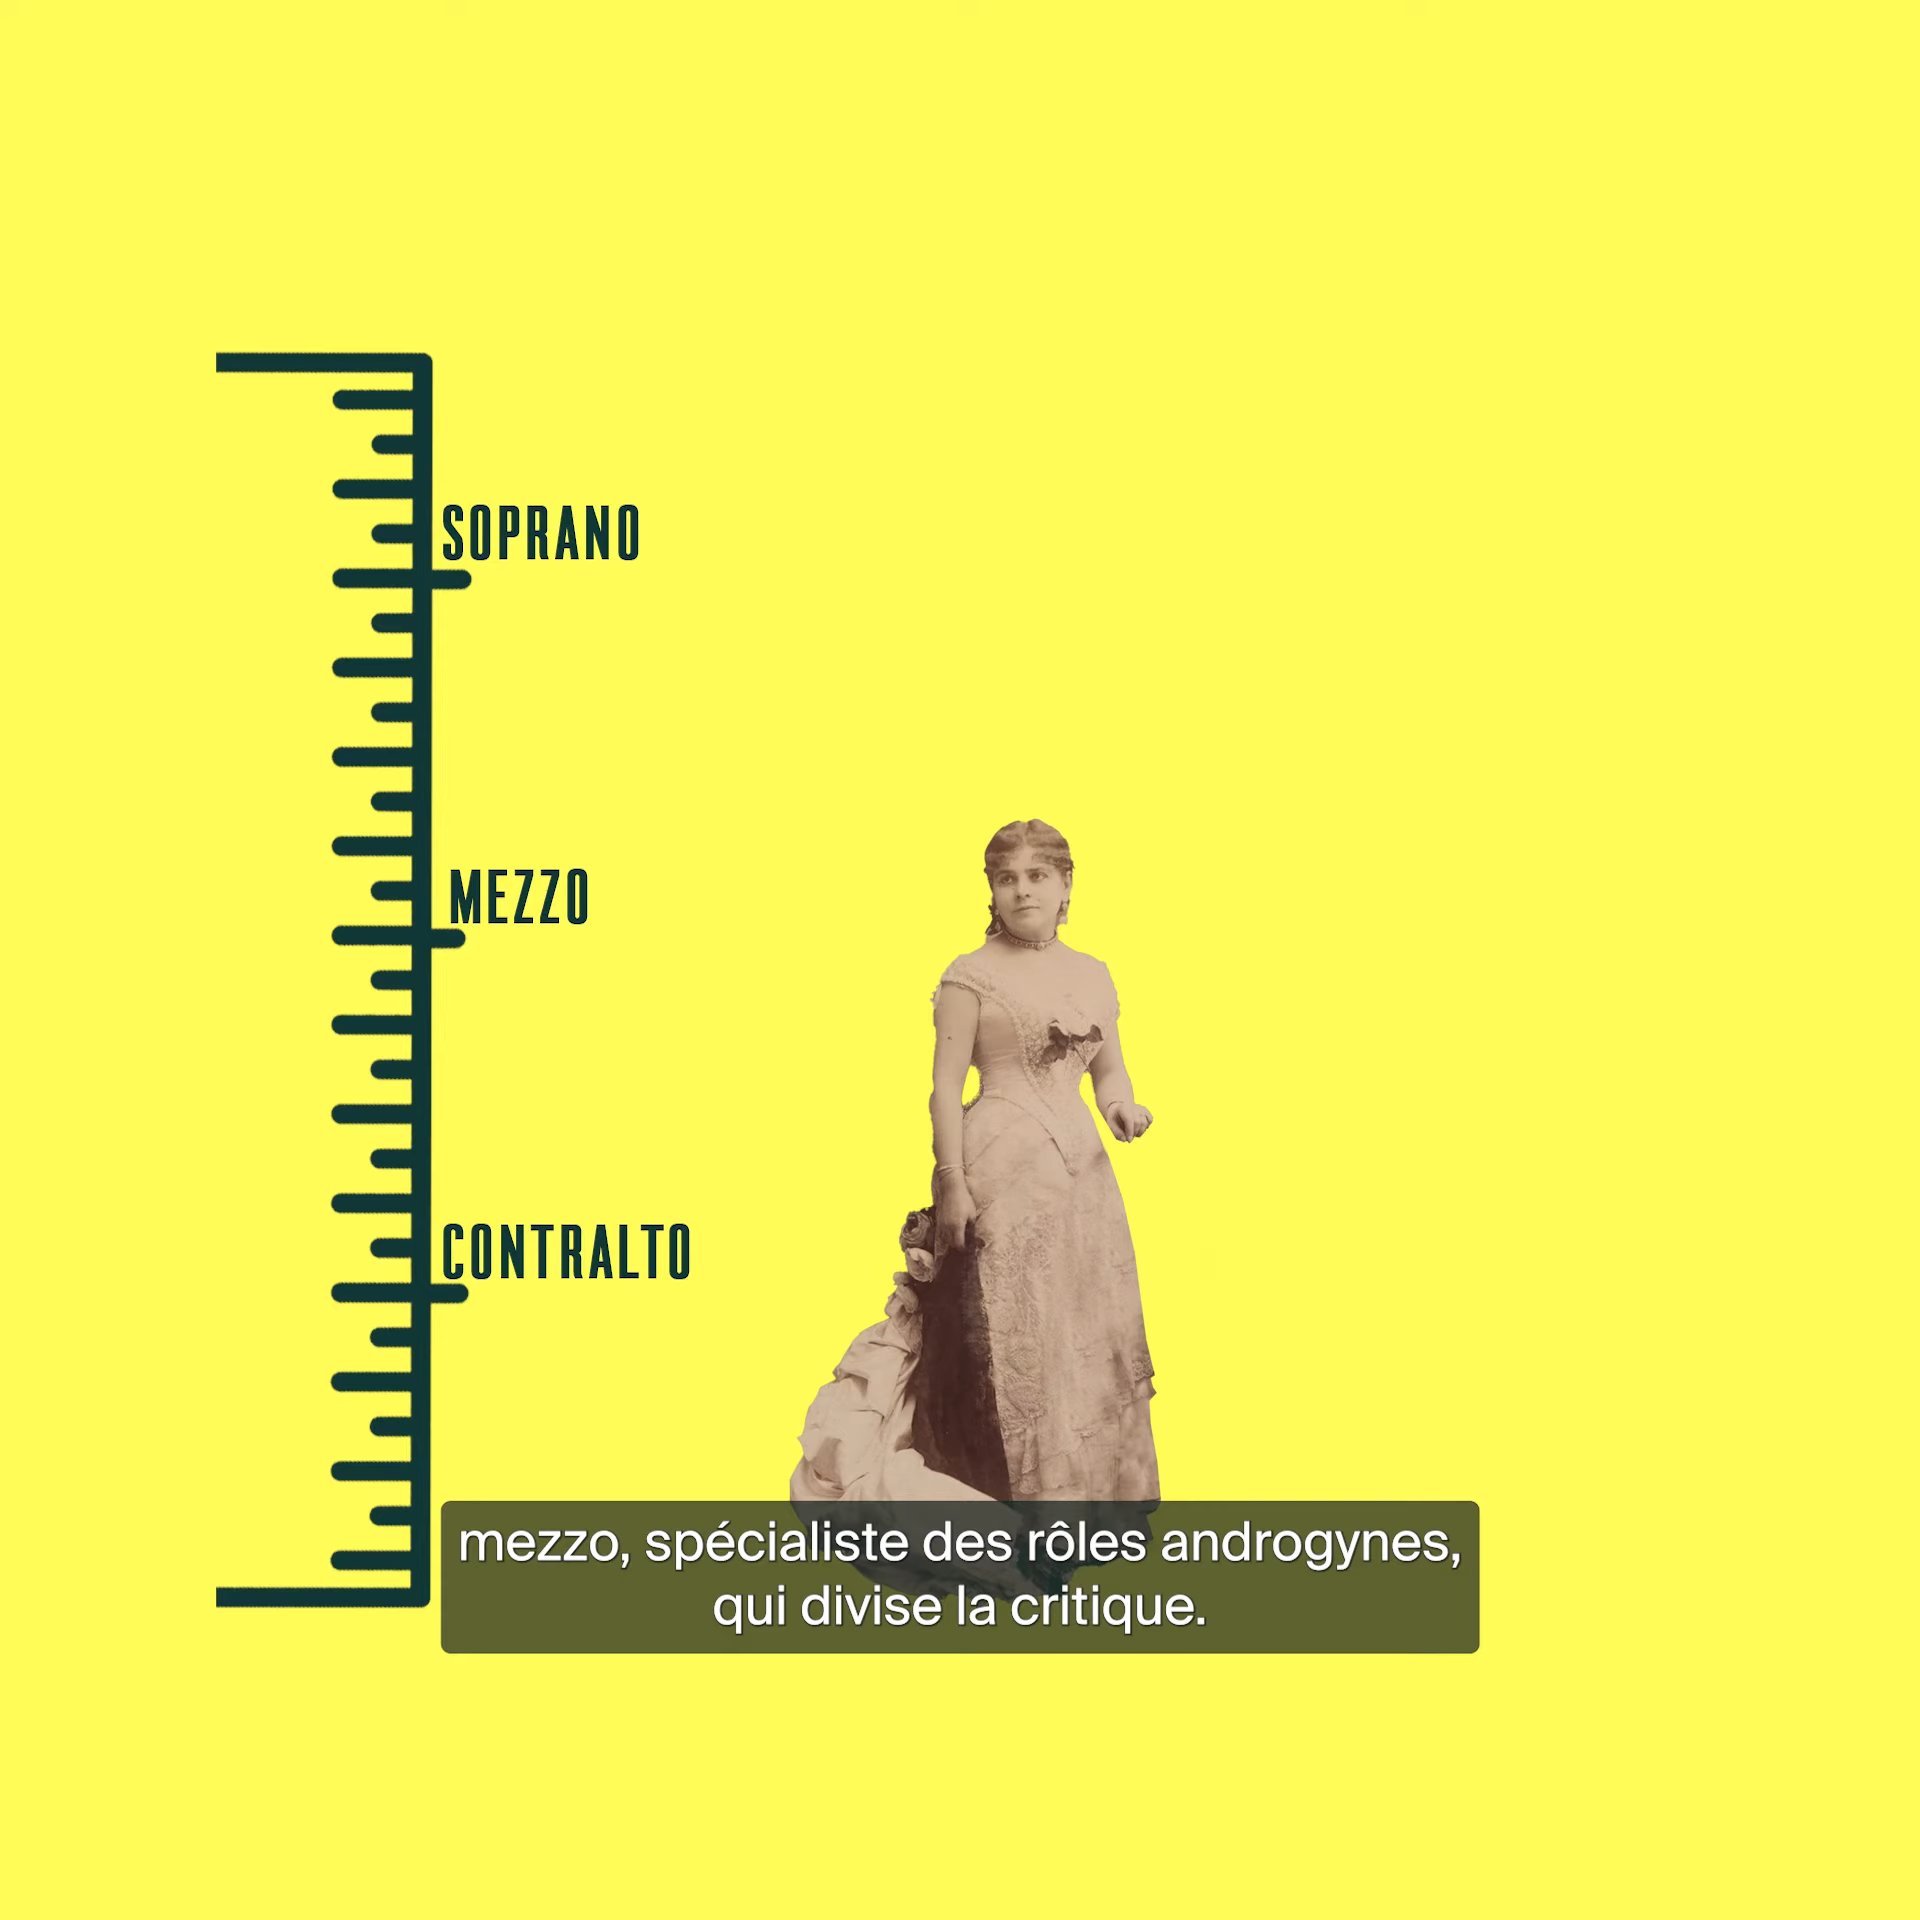 SOPRANO
MEZZO
CONTRALTO
mezzo, spécialiste des rôles androgynes,
qui divise la critique.